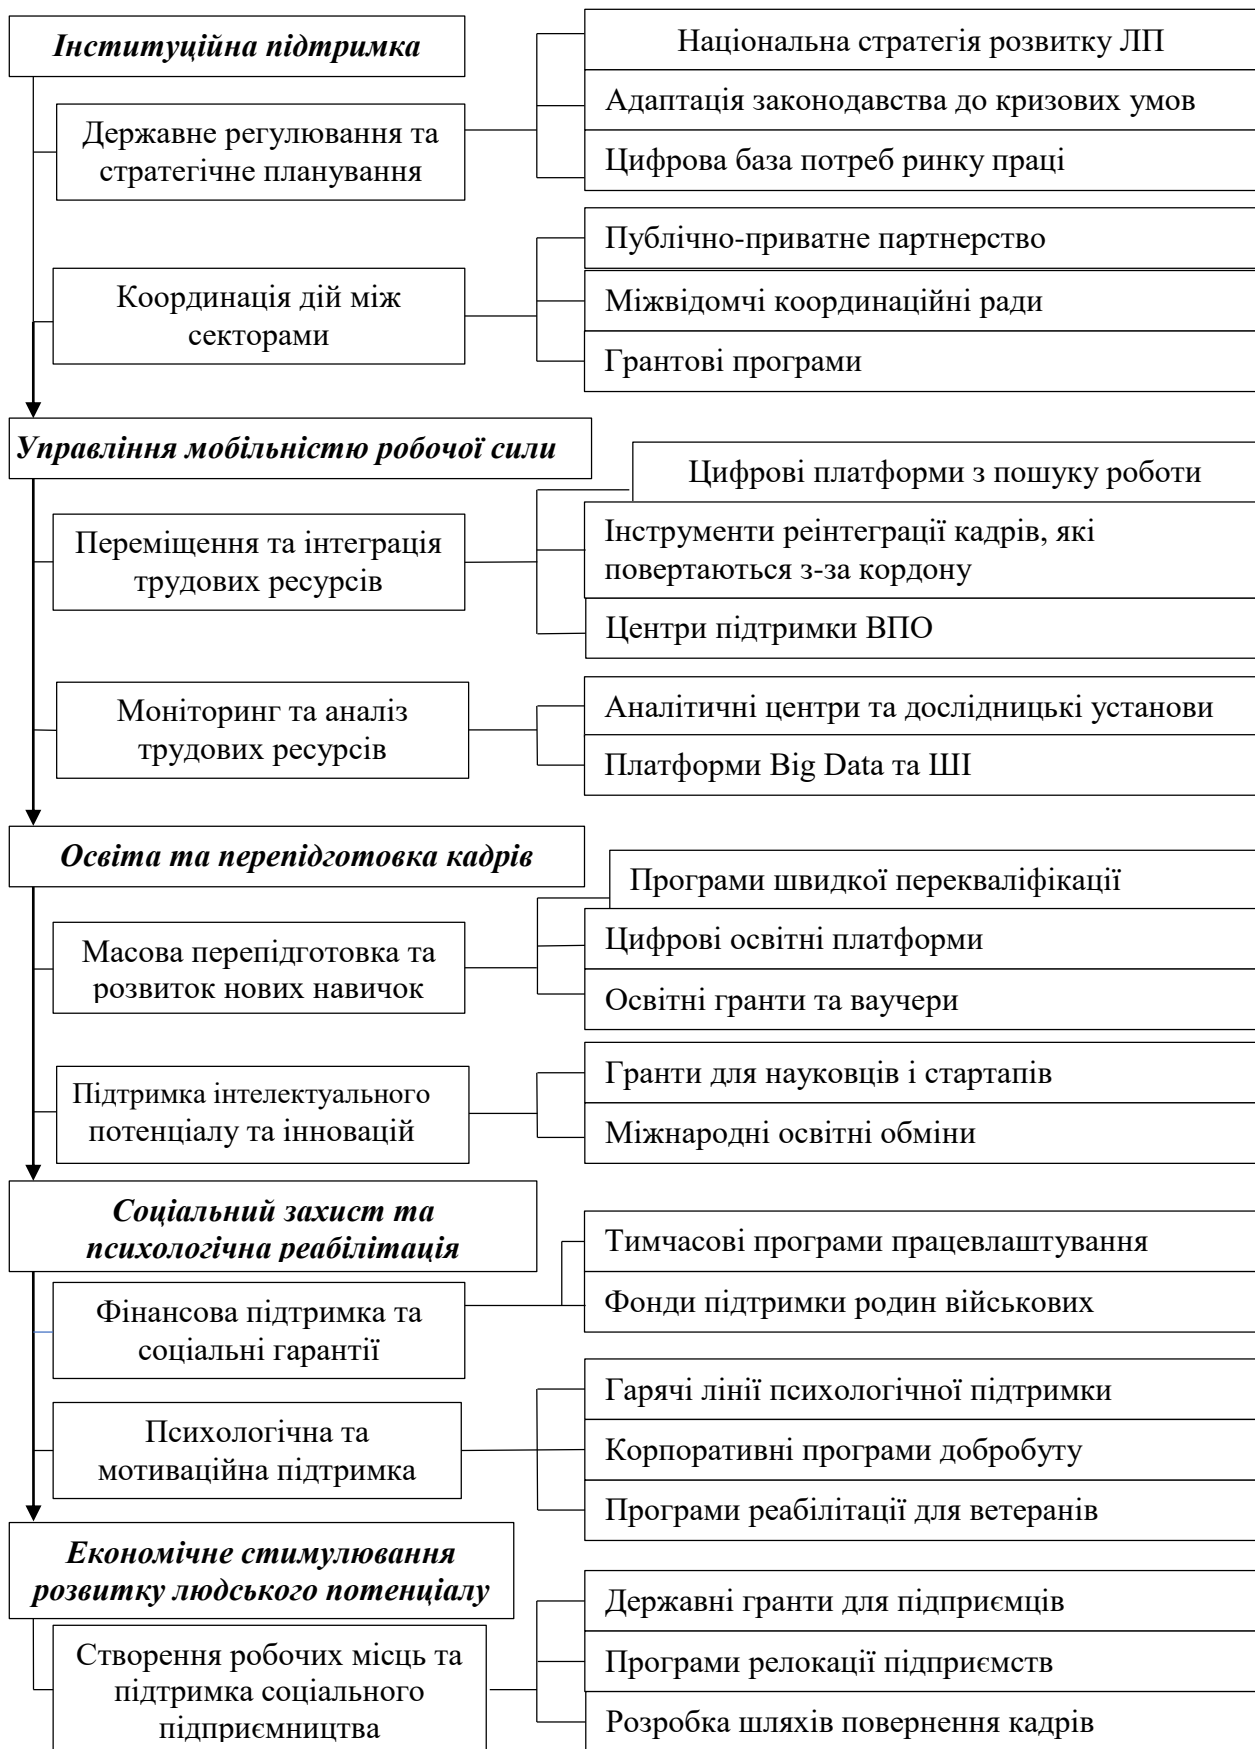 Інституційна підтримка
Національна стратегія розвитку ЛП
Державне регулювання та
стратегічне планування
Адаптація законодавства до кризових умов
Цифрова база потреб ринку праці
Координація дій між
секторами
Публічно-приватне партнерство
Міжвідомчі координаційні ради
Грантові програми
Управління мобільністю робочої сили
Цифрові платформи з пошуку роботи
Переміщення та інтеграція
трудових ресурсів
Інструменти реінтеграції кадрів, які
повертаються з-за кордону
Центри підтримки ВПО
Моніторинг та аналіз
трудових ресурсів
Аналітичні центри та дослідницькі установи
Платформи Big Data та ШІ
Освіта та перепідготовка кадрів
Програми швидкої перекваліфікації
Масова перепідготовка та
розвиток нових навичок
Цифрові освітні платформи
Освітні гранти та ваучери
Підтримка інтелектуального
потенціалу та інновацій
Гранти для науковців і стартапів
Міжнародні освітні обміни
Соціальний захист та
психологічна реабілітація
Фінансова підтримка та
соціальні гарантії
Тимчасові програми працевлаштування
Фонди підтримки родин військових
Психологічна та
мотиваційна підтримка
Гарячі лінії психологічної підтримки
Корпоративні програми добробуту
Програми реабілітації для ветеранів
Економічне стимулювання
розвитку людського потенціалу
Створення робочих місць та
підтримка соціального
підприємництва
Державні гранти для підприємців
Програми релокації підприємств
Розробка шляхів повернення кадрів